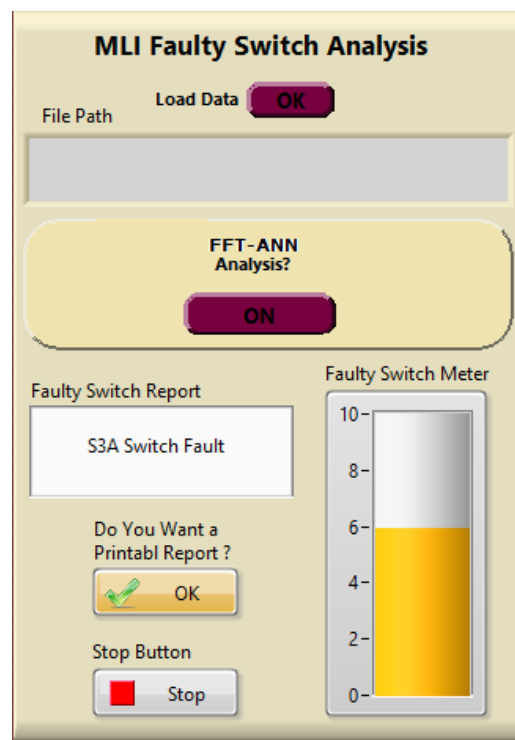 MLI Faulty Switch Analysis
Load Data OK
File Path
FFT-ANN
Analysis?
ON
Faulty Switch Report
S3A Switch Fault
Do You Want a
Printabl Report ?
OK
Stop Button
Stop
Faulty Switch Meter
10-
8-
6-
4-
2-
0-